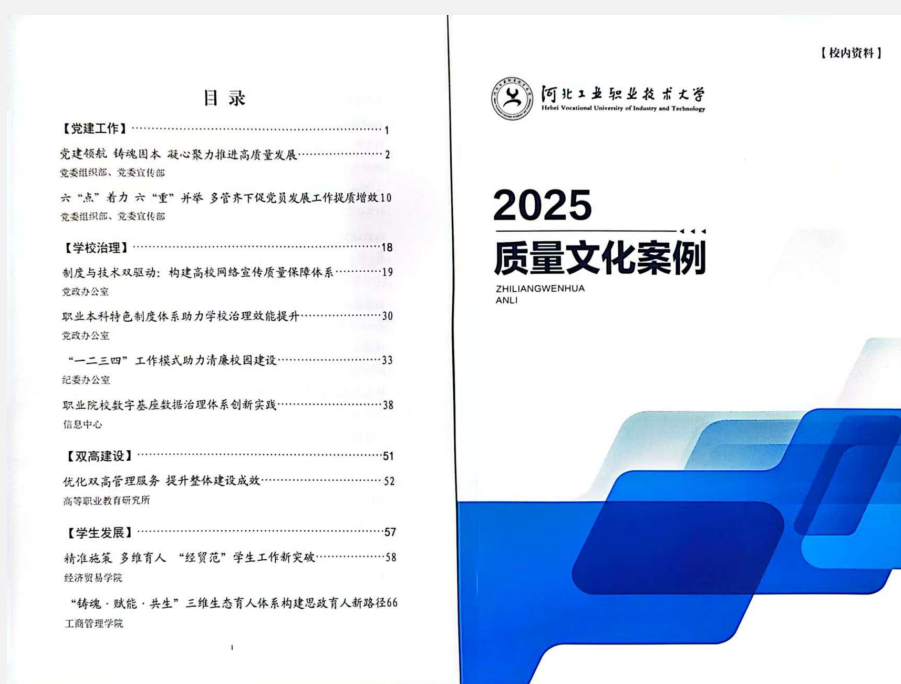 目 录
【党建工作】 1
党建领航 铸魂固本 凝心聚力推进高质量发展 2
党委组织部、党委宣传部
六“点”着力 六“重”并举 多管齐下促党员发展工作提质增效10
党委组织部、党委宣传部
【学校治理】 18
制度与技术双驱动：构建高校网络宣传质量保障体系 19
党政办公室
职业本科特色制度体系助力学校治理效能提升 30
党政办公室
“一二三四”工作模式助力清廉校园建设 33
纪委办公室
职业院校数字基座数据治理体系创新实践 38
信息中心
【双高建设】 51
优化双高管理服务 提升整体建设成效 52
高等职业教育研究所
【学生发展】 57
精准施策 多维育人 “经贸范”学生工作新突破 58
经济贸易学院
“铸魂·赋能·共生”三维生态育人体系构建思政育人新路径66
工商管理学院
I
【校内资料】
河北工业职业技术大学
Hebei Vocational University of Industry and Technology
2025
质量文化案例
ZHILIANGWENHUA
ANLI